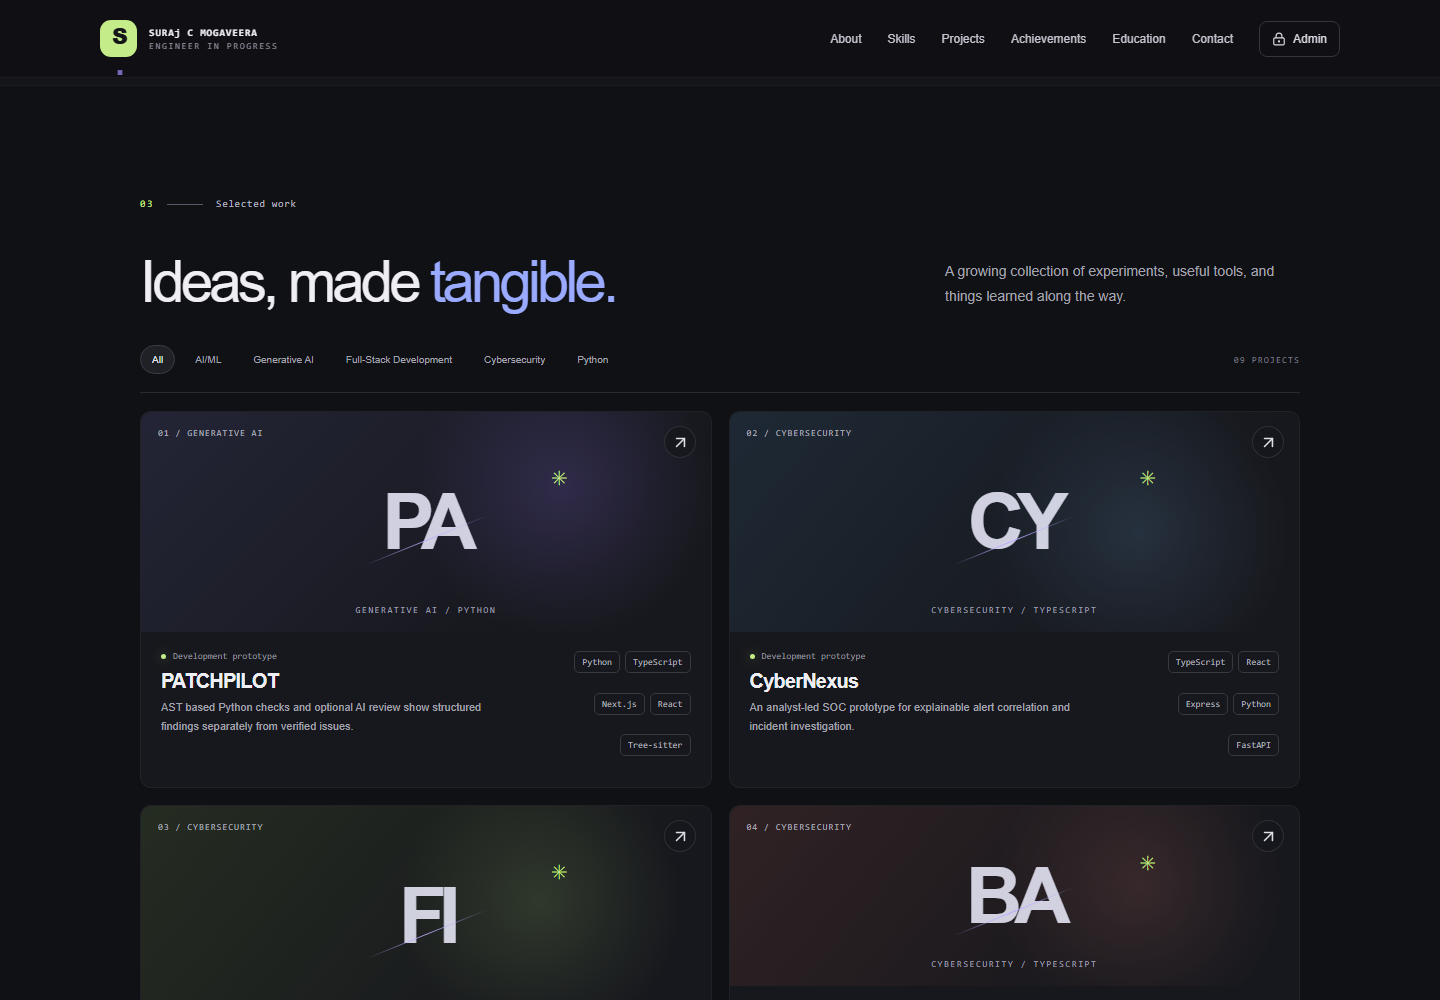 S
SURAj C MOGAVEERA
ENGINEER IN PROGRESS
About
Skills
Projects
Achievements
Education
Contact
Admin
03
Selected work
Ideas, made tangible.
A growing collection of experiments, useful tools, and
things learned along the way.
All
AI/ML
Generative AI
Full-Stack Development
Cybersecurity
Python
09 PROJECTS
01 / GENERATIVE AI
PA
GENERATIVE AI / PYTHON
Development prototype
PATCHPILOT
AST based Python checks and optional AI review show structured
findings separately from verified issues.
Python
TypeScript
Next.js
React
Tree-sitter
02 / CYBERSECURITY
CY
CYBERSECURITY / TYPESCRIPT
Development prototype
CyberNexus
An analyst-led SOC prototype for explainable alert correlation and
incident investigation.
TypeScript
React
Express
Python
FastAPI
03 / CYBERSECURITY
FI
04 / CYBERSECURITY
BA
CYBERSECURITY / TYPESCRIPT